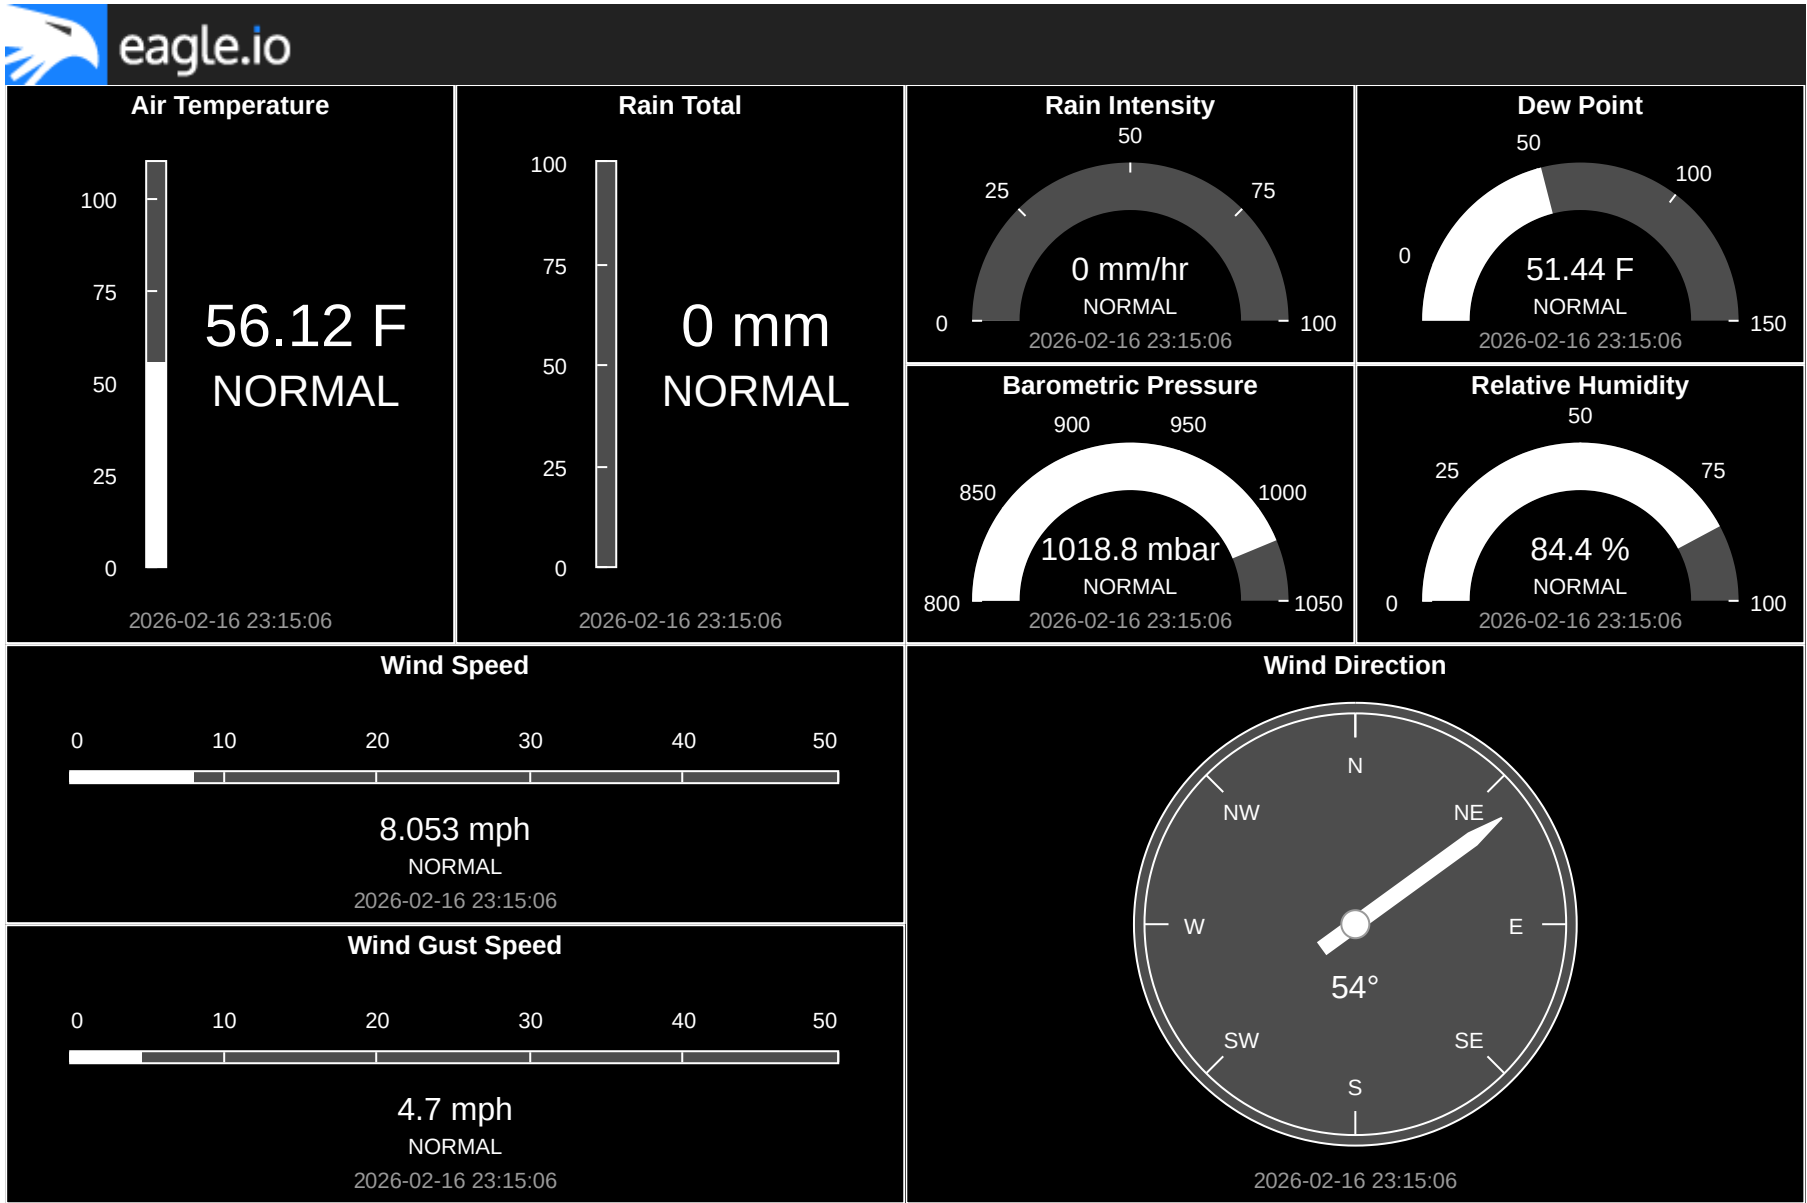 eagle.io
Air Temperature
100
75
50
25
0
56.12 F
NORMAL
2026-02-16 23:15:06
Rain Total
100
75
50
25
0
0 mm
NORMAL
2026-02-16 23:15:06
Rain Intensity
0
25
50
75
100
0 mm/hr
NORMAL
2026-02-16 23:15:06
Dew Point
0
50
100
150
51.44 F
NORMAL
2026-02-16 23:15:06
Barometric Pressure
800
850
900
950
1000
1050
1018.8 mbar
NORMAL
2026-02-16 23:15:06
Relative Humidity
0
25
50
75
100
84.4 %
NORMAL
2026-02-16 23:15:06
Wind Speed
0 10 20 30 40 50
8.053 mph
NORMAL
2026-02-16 23:15:06
Wind Gust Speed
0 10 20 30 40 50
4.7 mph
NORMAL
2026-02-16 23:15:06
Wind Direction
N
NW NE
W E
54°
SW SE
S
2026-02-16 23:15:06